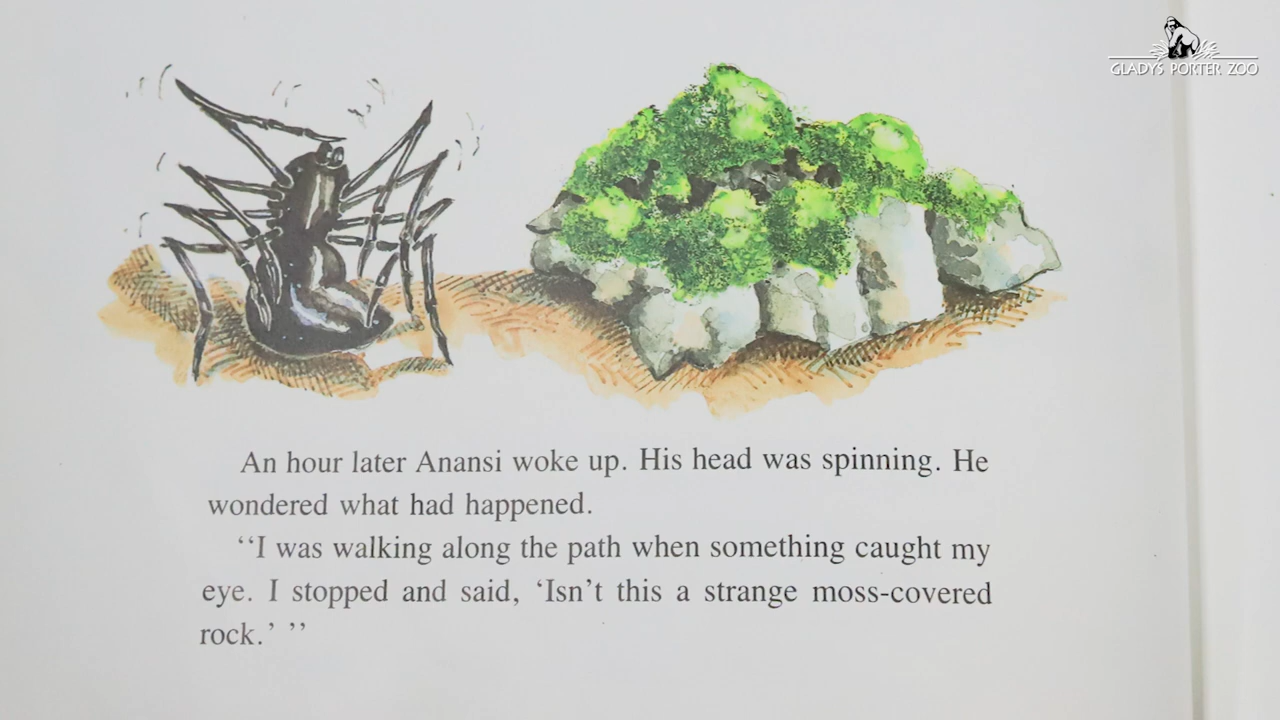 GLADYS PORTER ZOO
An hour later Anansi woke up. His head was spinning. He
wondered what had happened.
‘‘I was walking along the path when something caught my
eye. I stopped and said, ‘Isn’t this a strange moss-covered
rock.’ ’’